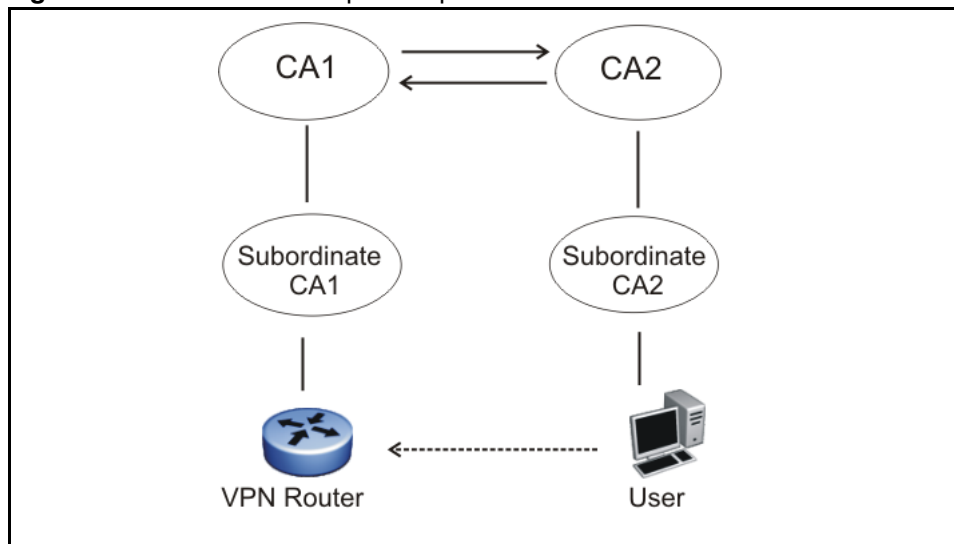 CA1
CA2
Subordinate
CA1
Subordinate
CA2
VPN Router
User